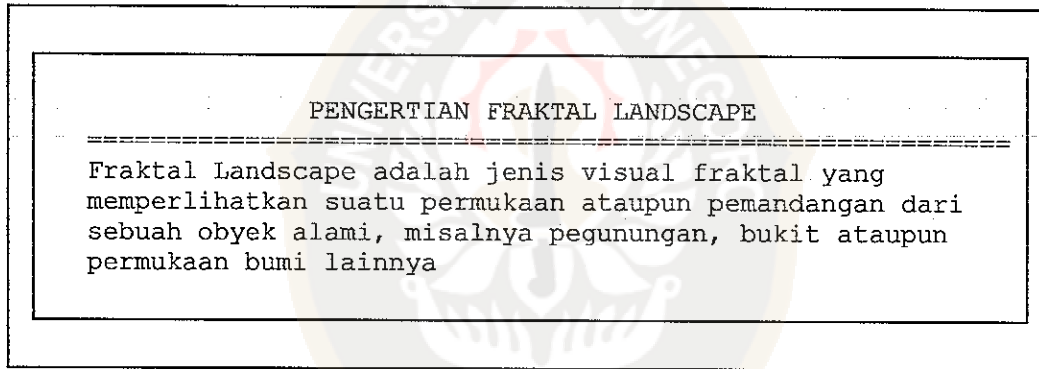 PENGERTIAN FRAKTAL LANDSCAPE
==========================================================
Fraktal Landscape adalah jenis visual fraktal yang
memperlihatkan suatu permukaan ataupun pemandangan dari
sebuah obyek alami, misalnya pegunungan, bukit ataupun
permukaan bumi lainnya